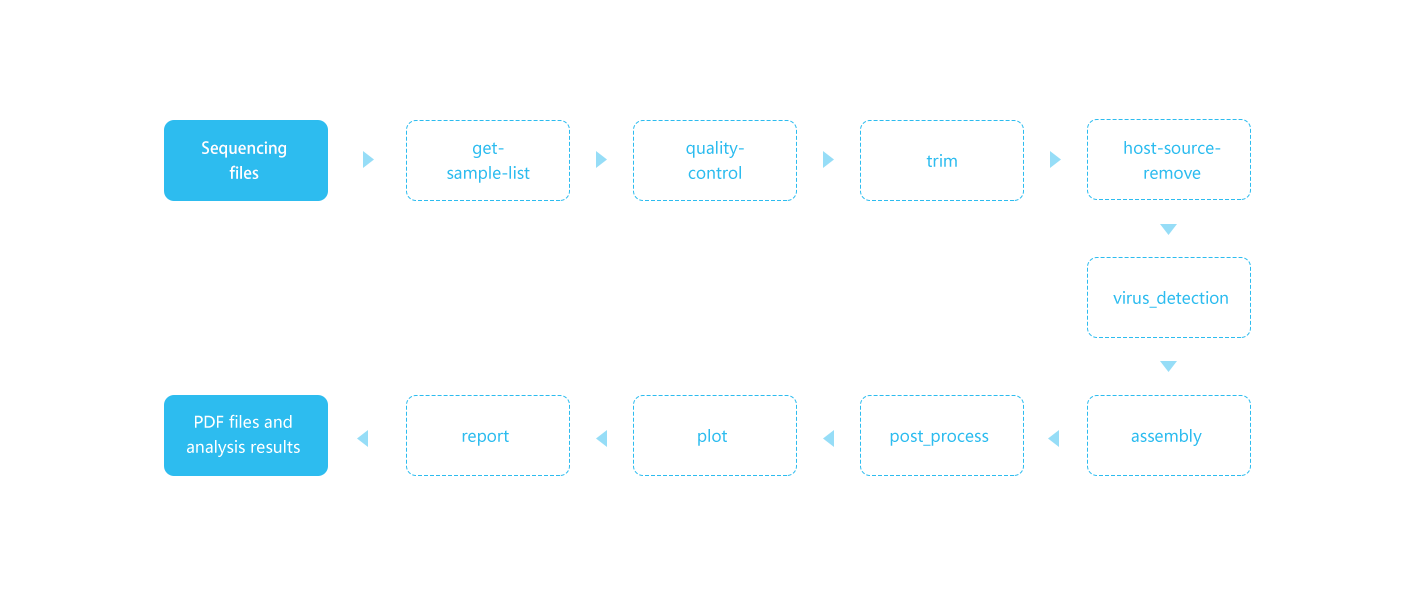 Sequencing
files
get-
sample-list
quality-
control
trim
host-source-
remove
virus_detection
assembly
post_process
plot
report
PDF files and
analysis results